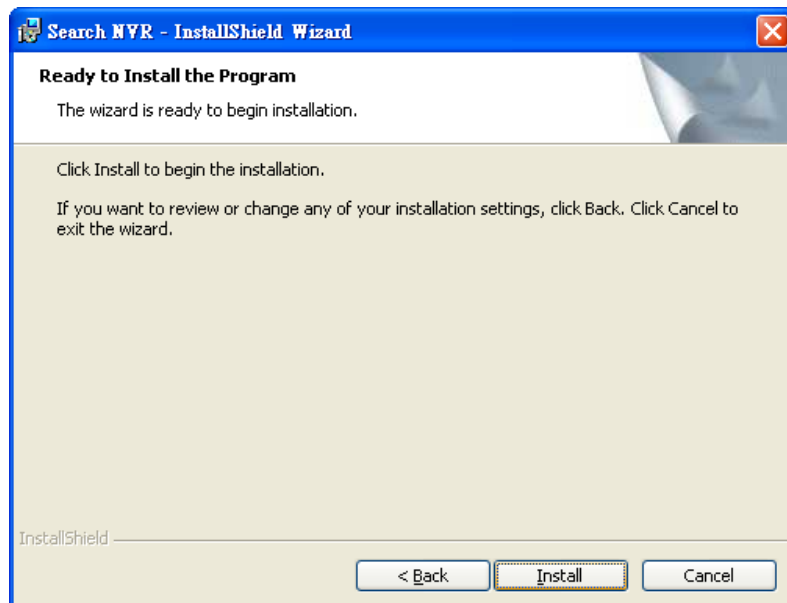 Search NVR - InstallShield Wizard
Ready to Install the Program
The wizard is ready to begin installation.
Click Install to begin the installation.
If you want to review or change any of your installation settings, click Back. Click Cancel to
exit the wizard.
InstallShield
< Back Install Cancel